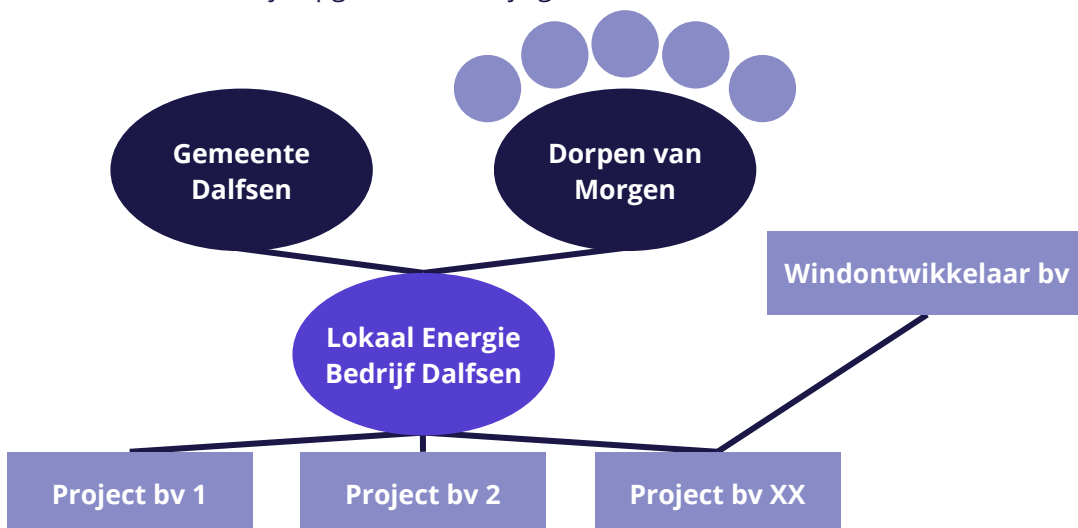 Gemeente
Dalfsen
Dorpen van
Morgen
Windontwikkelaar bv
Lokaal Energie
Bedrijf Dalfsen
Project bv 1
Project bv 2
Project bv XX